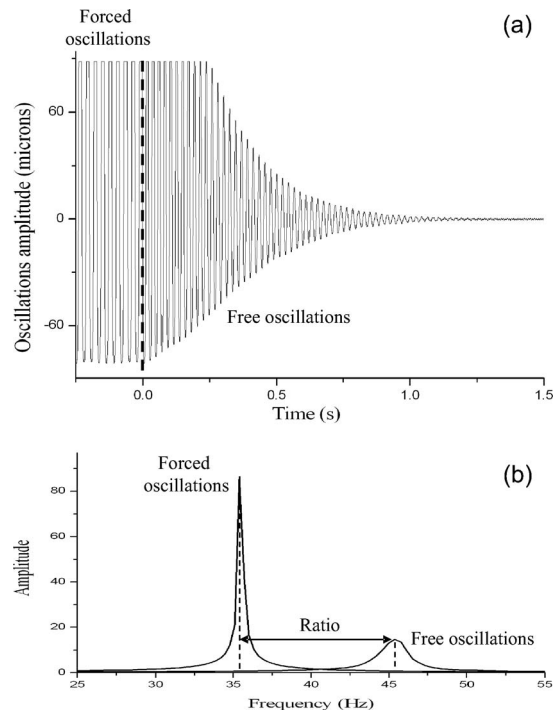 Forced
oscillations
(a)
Oscillations amplitude (microns)
60
0
-60
Free oscillations
0.0 0.5 1.0 1.5
Time (s)
Forced
oscillations
(b)
Amplitude
80
60
40
20
0
Ratio
Free oscillations
25 30 35 40 45 50 55
Frequency (Hz)